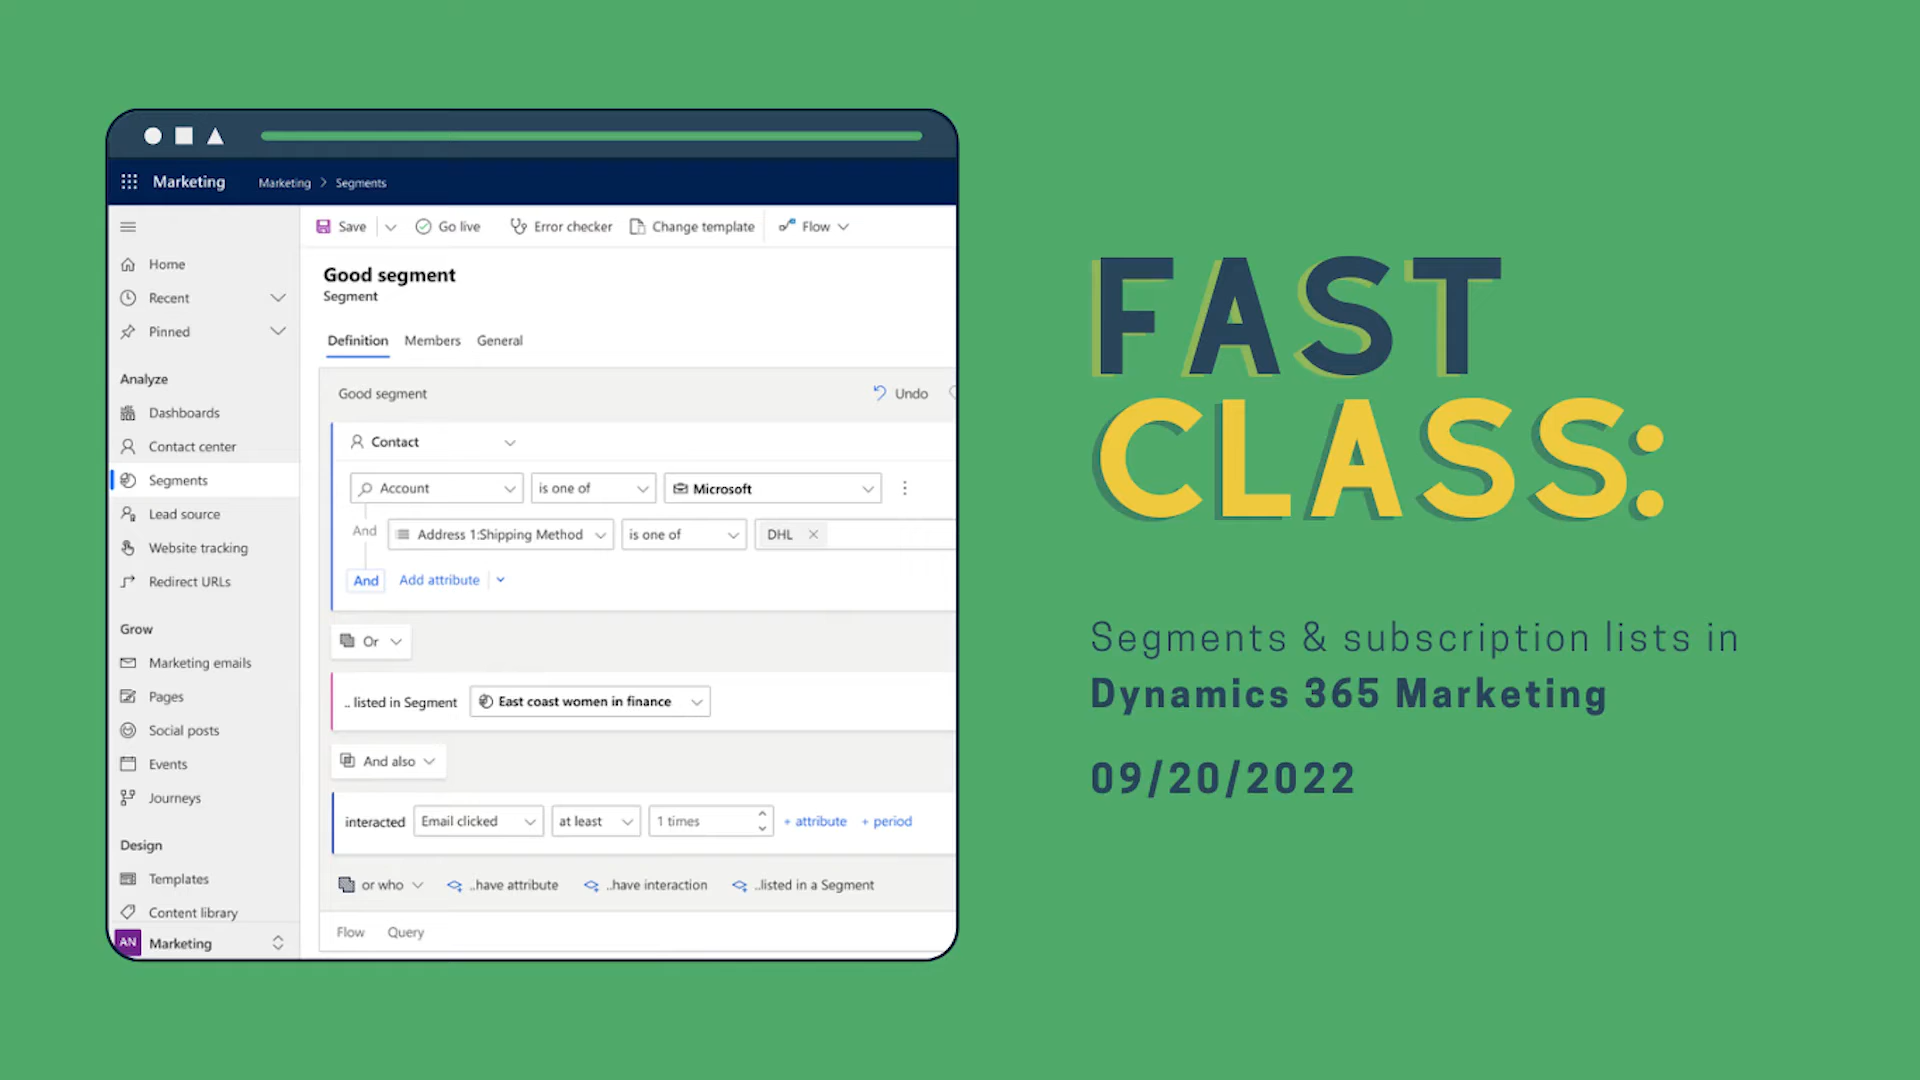 Marketing
Marketing > Segments
Save
Go live
Error checker
Change template
Flow
Home
Recent
Pinned
Analyze
Dashboards
Contact center
Segments
Lead source
Website tracking
Redirect URLs
Grow
Marketing emails
Pages
Social posts
Events
Journeys
Design
Templates
Content library
AN Marketing
Good segment
Segment
Definition Members General
Good segment
Undo
Contact
Account is one of Microsoft
And Address 1:Shipping Method is one of DHL
And Add attribute
Or
.. listed in Segment East coast women in finance
And also
interacted Email clicked at least 1 times + attribute + period
or who ..have attribute ..have interaction ..listed in a Segment
Flow Query
FAST
CLASS:
Segments & subscription lists in
Dynamics 365 Marketing
09/20/2022